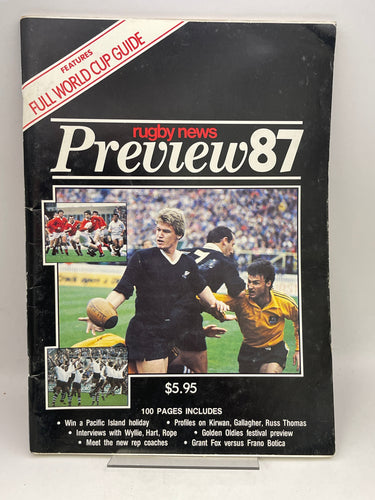 FEATURES
FULL WORLD CUP GUIDE
rugby news
Preview87
$5.95
100 PAGES INCLUDES
• Win a Pacific Island holiday • Profiles on Kirwan, Gallagher, Russ Thomas
• Interviews with Wyllie, Hart, Rope • Golden Oldies festival preview
• Meet the new rep coaches • Grant Fox versus Frano Botica